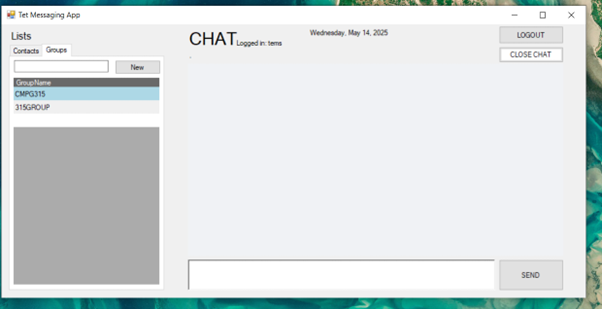 Tet Messaging App
Lists
Contacts Groups
New
GroupName
CMPG315
315GROUP
CHAT Logged in: tems
Wednesday, May 14, 2025
LOGOUT
CLOSE CHAT
SEND